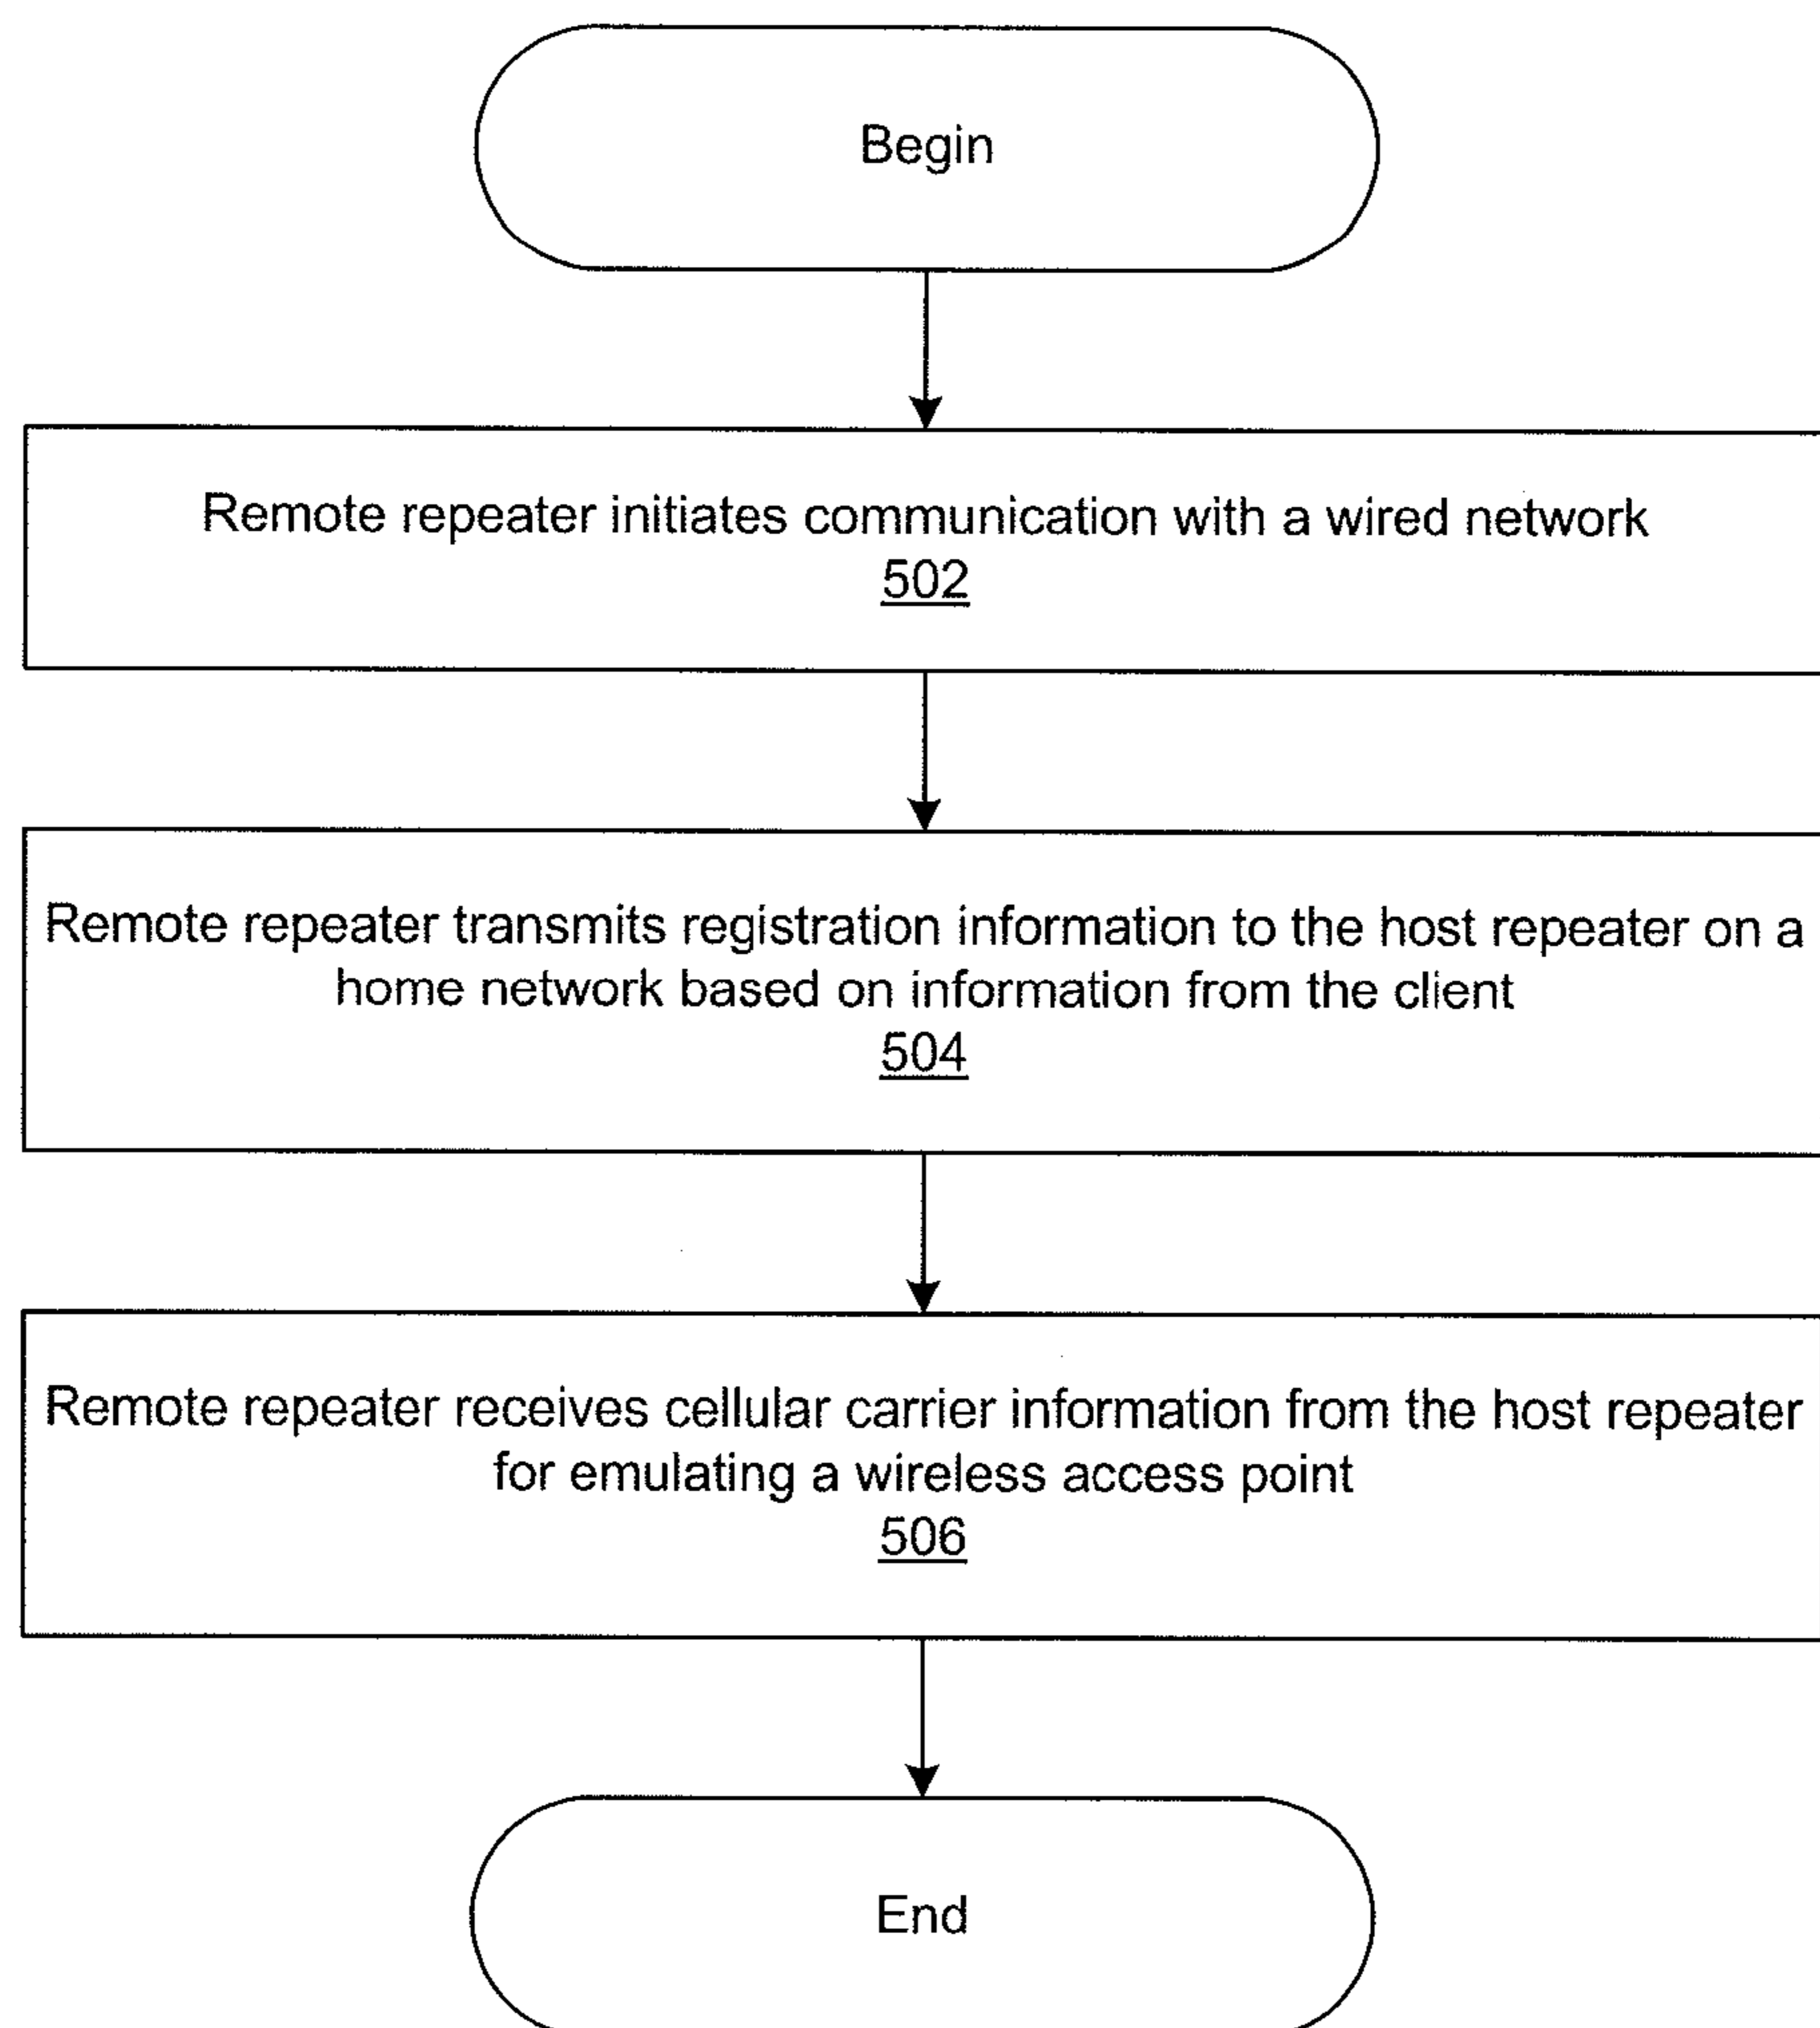 Begin
Remote repeater initiates communication with a wired network
502
Remote repeater transmits registration information to the host repeater on a
home network based on information from the client
504
Remote repeater receives cellular carrier information from the host repeater
for emulating a wireless access point
506
End